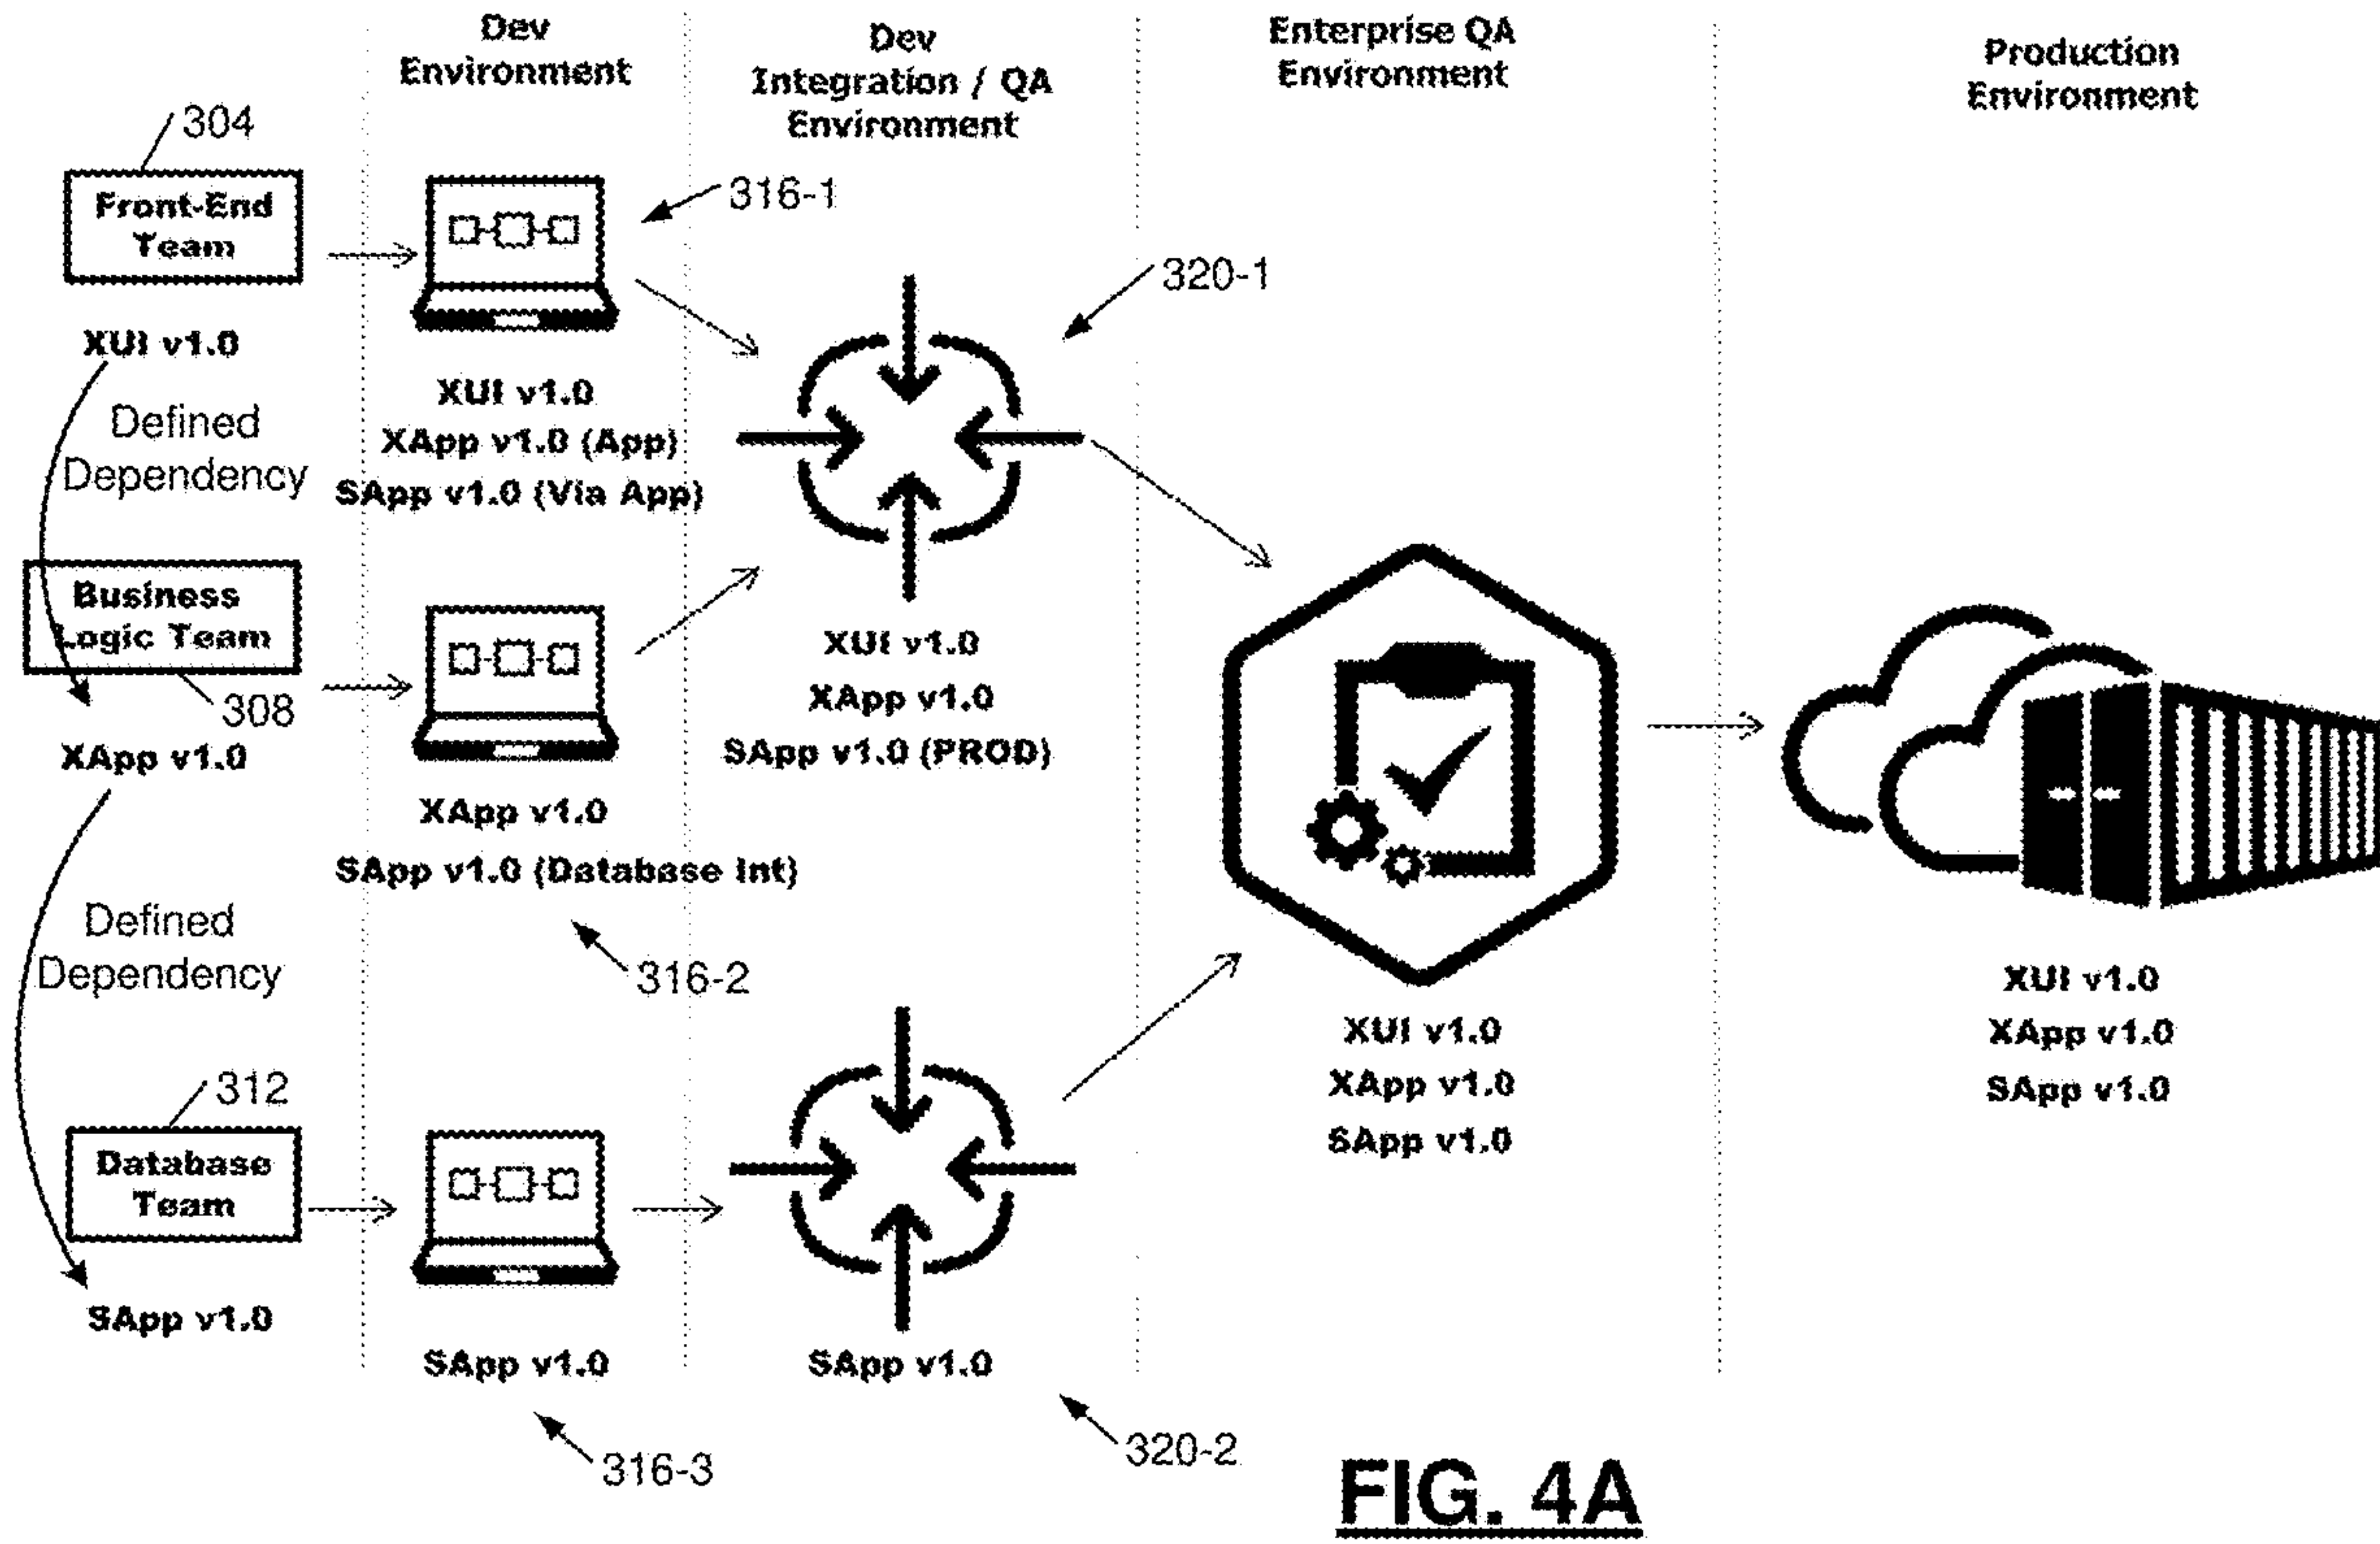 Dev
Environment
Dev
Integration / QA
Environment
Enterprise QA
Environment
Production
Environment
304
Front-End
Team
XUI v1.0
Defined
Dependency
Business
Logic Team
308
XApp v1.0
Defined
Dependency
312
Database
Team
SApp v1.0
316-1
XUI v1.0
XApp v1.0 (App)
SApp v1.0 (Via App)
XApp v1.0
SApp v1.0 (Database Int)
316-2
SApp v1.0
316-3
320-1
XUI v1.0
XApp v1.0
SApp v1.0 (PROD)
SApp v1.0
320-2
XUI v1.0
XApp v1.0
SApp v1.0
XUI v1.0
XApp v1.0
SApp v1.0
FIG. 4A